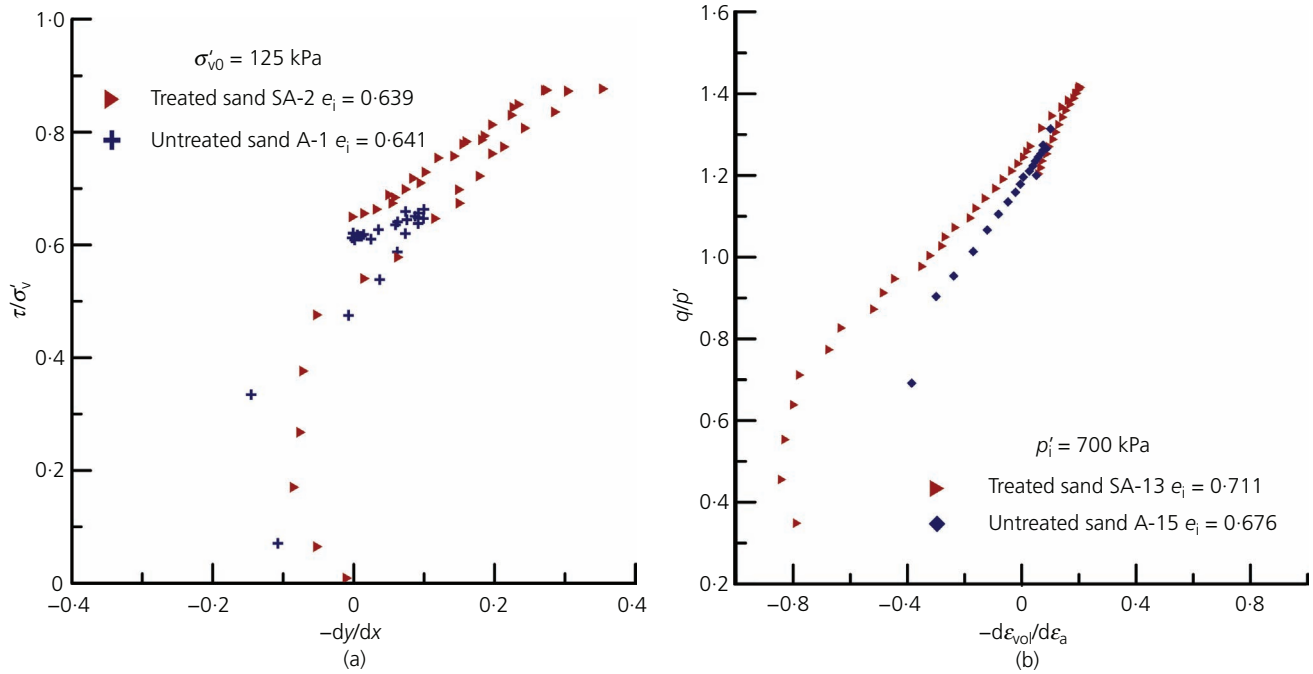 1·0
0·8
0·6
0·4
0·2
0
−0·4
−0·2
0
0·2
0·4
τ/σ′v
−dy/dx
(a)
σ′v0 = 125 kPa
Treated sand SA-2 ei = 0·639
Untreated sand A-1 ei = 0·641
1·6
1·4
1·2
1·0
0·8
0·6
0·4
0·2
−0·8
−0·4
0
0·4
0·8
q/p′
−dεvol/dεa
(b)
p′i = 700 kPa
Treated sand SA-13 ei = 0·711
Untreated sand A-15 ei = 0·676